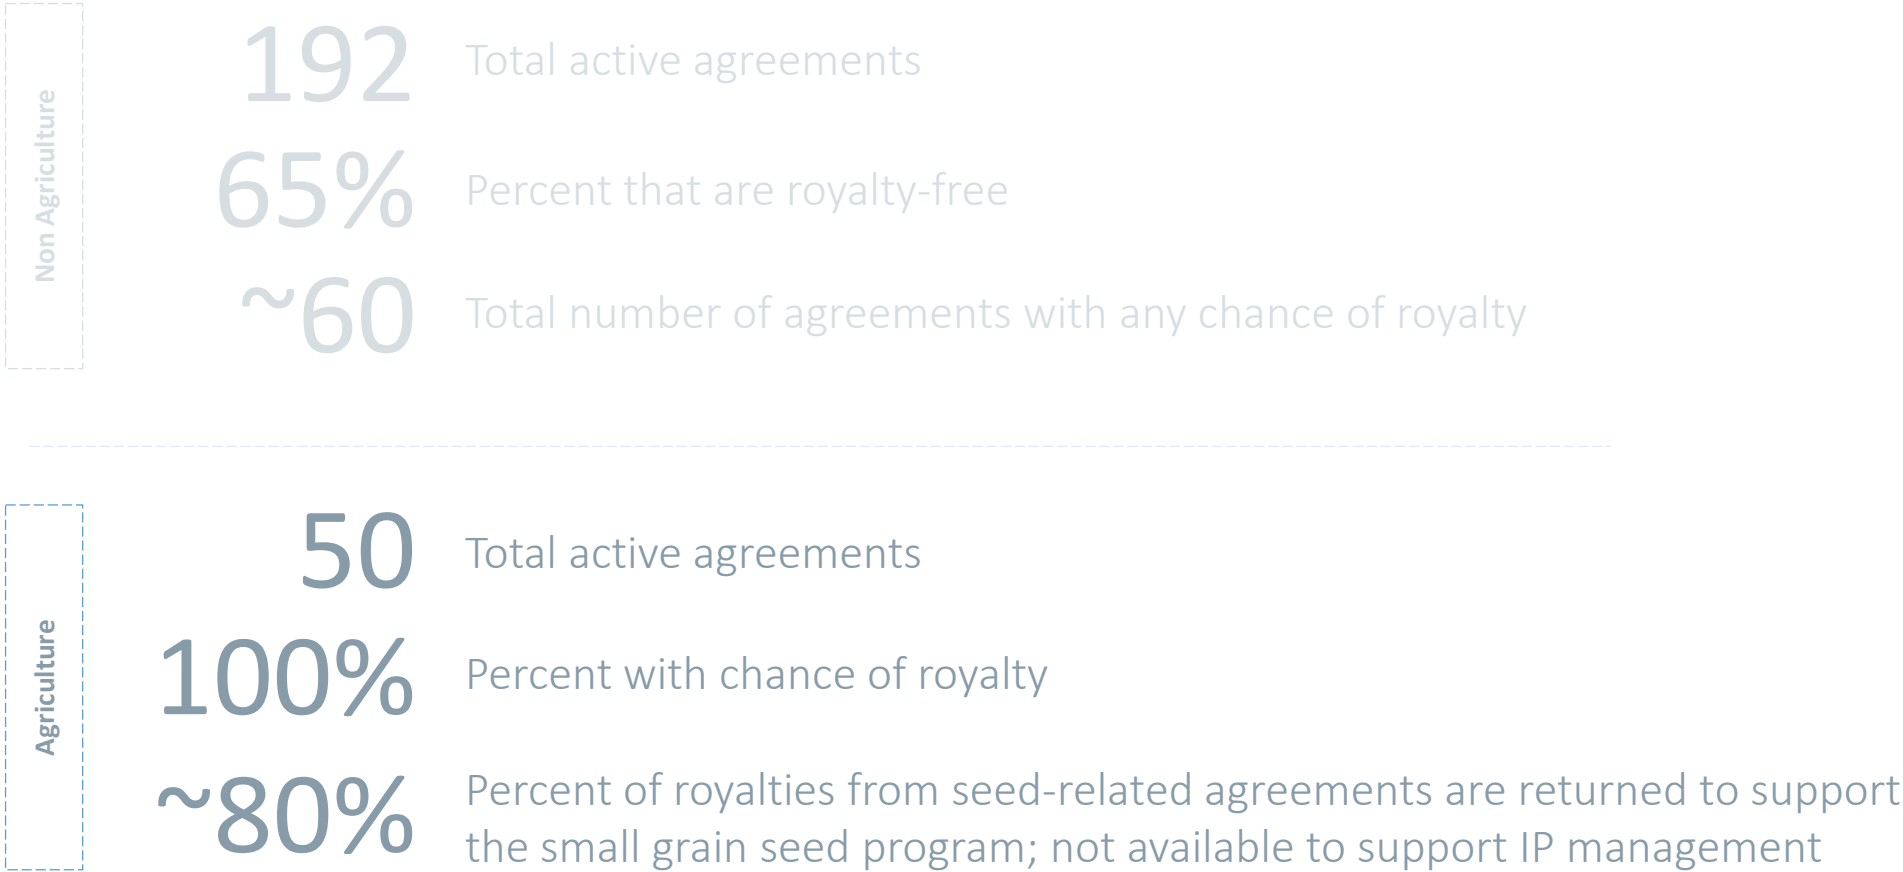 Non Agriculture
192 Total active agreements
65% Percent that are royalty-free
~60 Total number of agreements with any chance of royalty
Agriculture
50 Total active agreements
100% Percent with chance of royalty
~80% Percent of royalties from seed-related agreements are returned to support
the small grain seed program; not available to support IP management